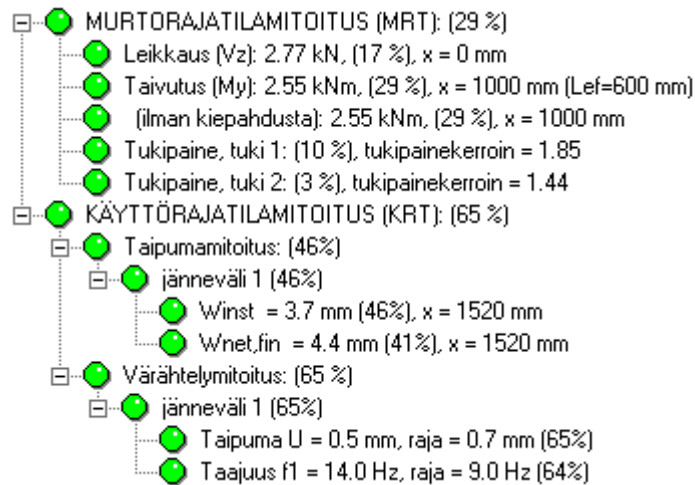 MURTORAJATILAMITOITUS (MRT): (29 %)
Leikkaus (Vz): 2.77 kN, (17 %), x = 0 mm
Taivutus (My): 2.55 kNm, (29 %), x = 1000 mm (Lef=600 mm)
(ilman kiepahdusta): 2.55 kNm, (29 %), x = 1000 mm
Tukipaine, tuki 1: (10 %), tukipainekerroin = 1.85
Tukipaine, tuki 2: (3 %), tukipainekerroin = 1.44
KÄYTTÖRAJATILAMITOITUS (KRT): (65 %)
Taipumamitoitus: (46%)
jänneväli 1 (46%)
Winst = 3.7 mm (46%), x = 1520 mm
Wnet,fin = 4.4 mm (41%), x = 1520 mm
Värähtelymitoitus: (65 %)
jänneväli 1 (65%)
Taipuma U = 0.5 mm, raja = 0.7 mm (65%)
Taajuus f1 = 14.0 Hz, raja = 9.0 Hz (64%)